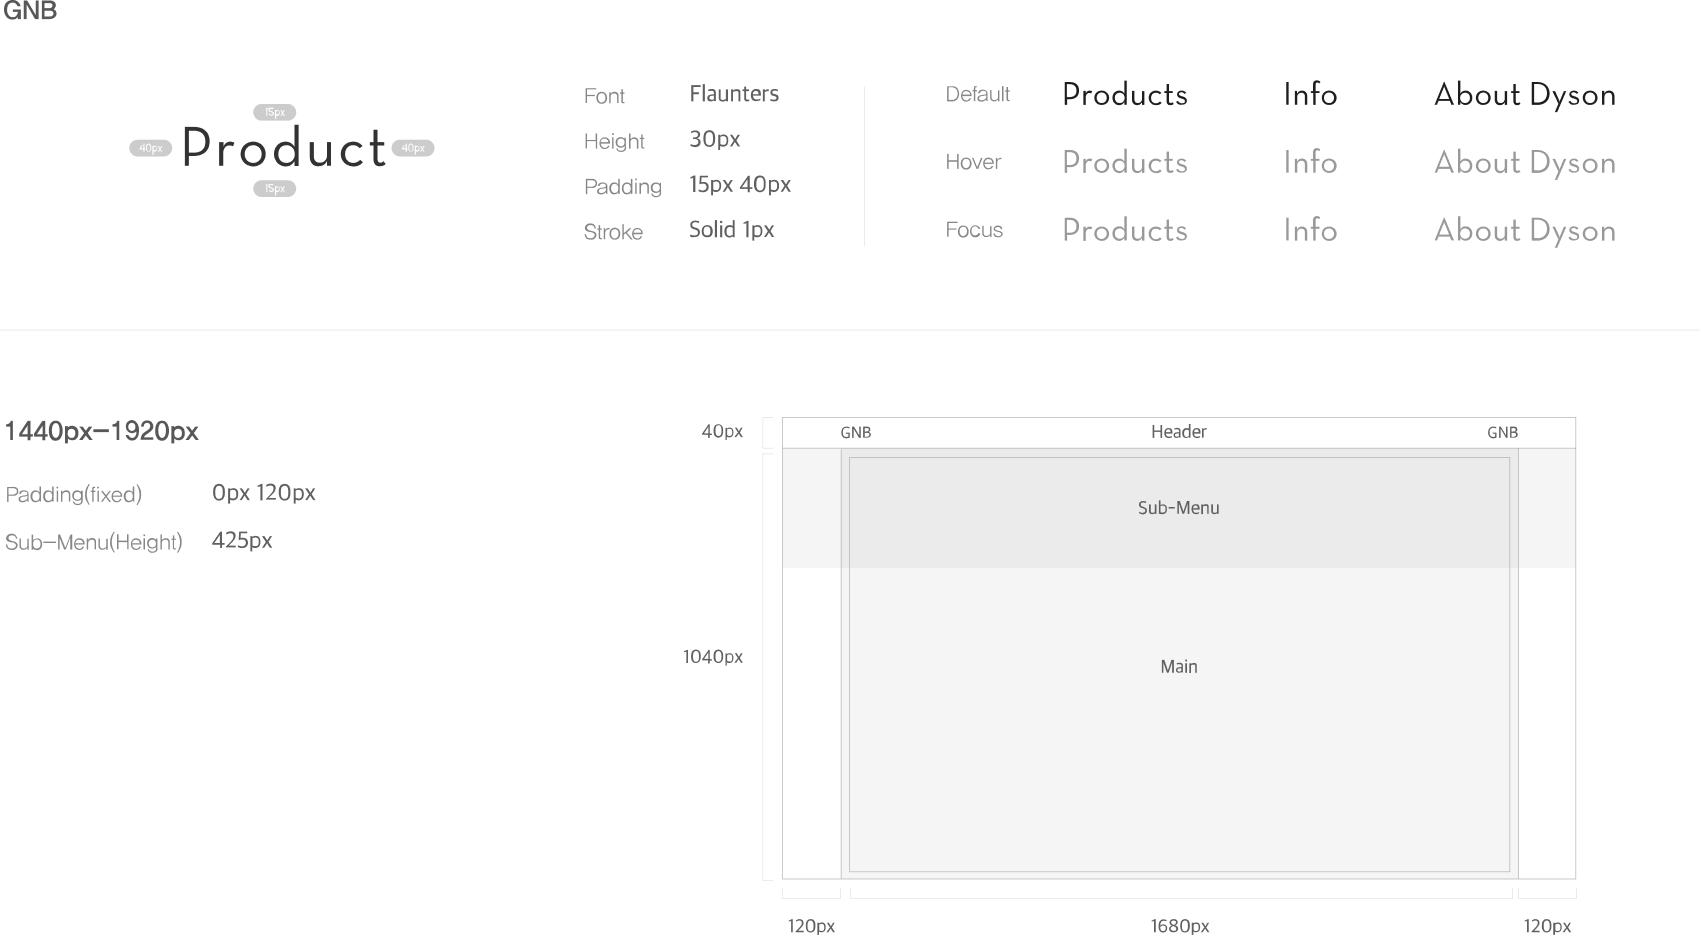 GNB
15px
40px Product 40px
15px
Font Flaunters
Height 30px
Padding 15px 40px
Stroke Solid 1px
Default Products Info About Dyson
Hover Products Info About Dyson
Focus Products Info About Dyson
1440px–1920px
Padding(fixed) 0px 120px
Sub–Menu(Height) 425px
40px GNB Header GNB
Sub-Menu
1040px Main
120px 1680px 120px